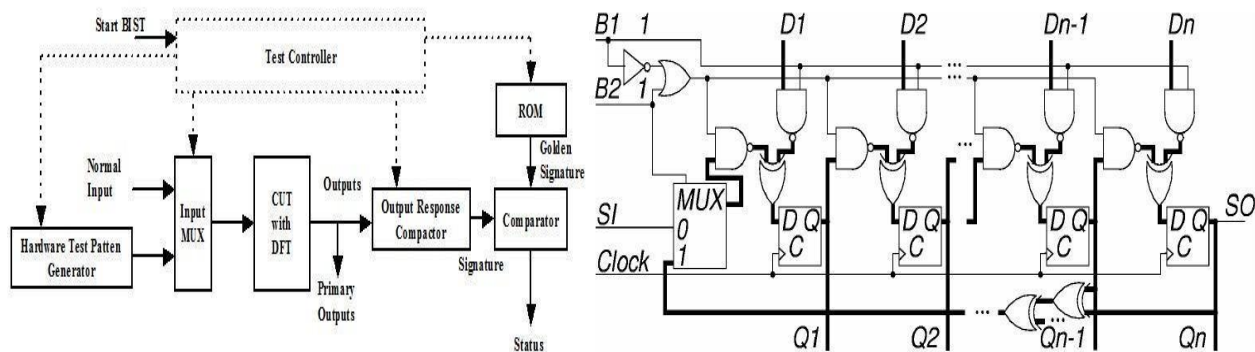 Start BIST
Test Controller
ROM
Golden
Signature
Normal
Input
Input
MUX
CUT
with
DFT
Outputs
Output Response
Compactor
Comparator
Hardware Test Patten
Generator
Signature
Primary
Outputs
Status
B1 1
D1
D2
Dn-1
Dn
...
B2 1
...
...
MUX
0
1
SI
D Q
C
D Q
C
D Q
C
D Q
C
SO
Clock
...
...
Q1
Q2
Qn-1
Qn